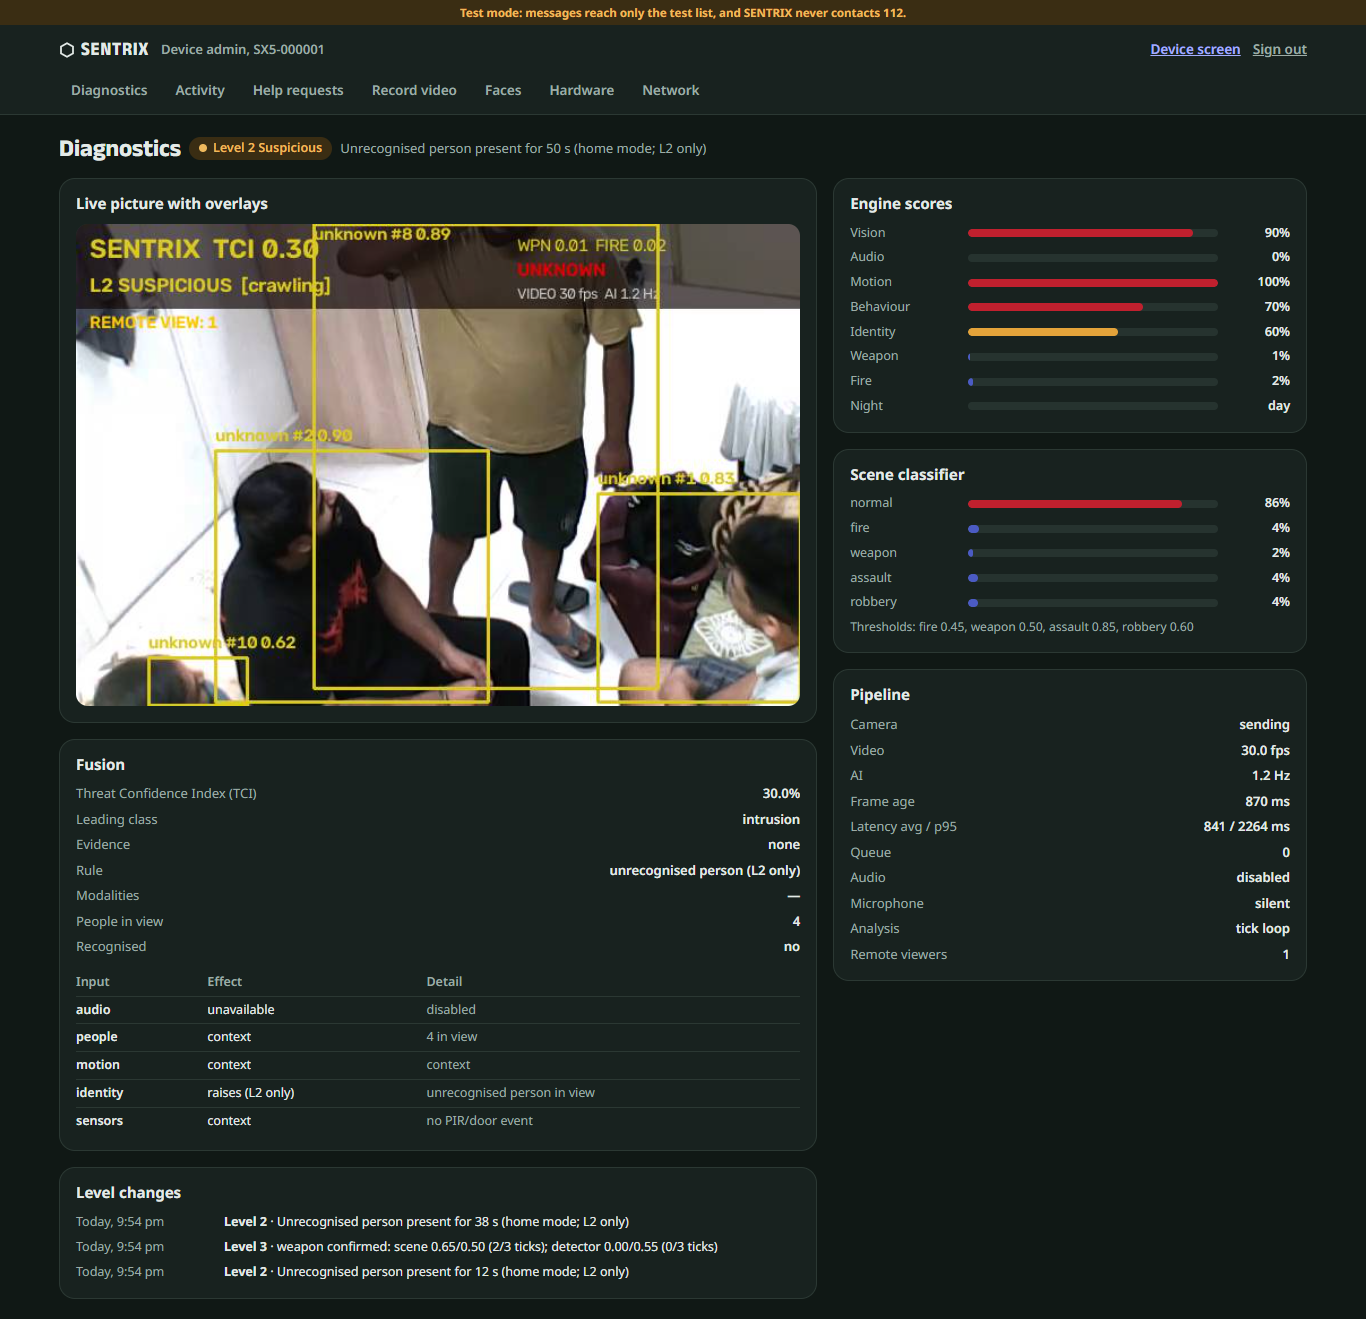 Test mode: messages reach only the test list, and SENTRIX never contacts 112.
SENTRIX Device admin, SX5-000001
Device screen Sign out
Diagnostics Activity Help requests Record video Faces Hardware Network
Diagnostics Level 2 Suspicious Unrecognised person present for 50 s (home mode; L2 only)
Live picture with overlays
SENTRIX TCI 0.30
L2 SUSPICIOUS [crawling]
REMOTE VIEW: 1
unknown #8 0.89
WPN 0.01 FIRE 0.02
UNKNOWN
VIDEO 30 fps AI 1.2 Hz
unknown #2 0.90
unknown #1 0.83
unknown #10 0.62
Fusion
Threat Confidence Index (TCI) 30.0%
Leading class intrusion
Evidence none
Rule unrecognised person (L2 only)
Modalities —
People in view 4
Recognised no
Input Effect Detail
audio unavailable disabled
people context 4 in view
motion context context
identity raises (L2 only) unrecognised person in view
sensors context no PIR/door event
Level changes
Today, 9:54 pm Level 2 · Unrecognised person present for 38 s (home mode; L2 only)
Today, 9:54 pm Level 3 · weapon confirmed: scene 0.65/0.50 (2/3 ticks); detector 0.00/0.55 (0/3 ticks)
Today, 9:54 pm Level 2 · Unrecognised person present for 12 s (home mode; L2 only)
Engine scores
Vision 90%
Audio 0%
Motion 100%
Behaviour 70%
Identity 60%
Weapon 1%
Fire 2%
Night day
Scene classifier
normal 86%
fire 4%
weapon 2%
assault 4%
robbery 4%
Thresholds: fire 0.45, weapon 0.50, assault 0.85, robbery 0.60
Pipeline
Camera sending
Video 30.0 fps
AI 1.2 Hz
Frame age 870 ms
Latency avg / p95 841 / 2264 ms
Queue 0
Audio disabled
Microphone silent
Analysis tick loop
Remote viewers 1